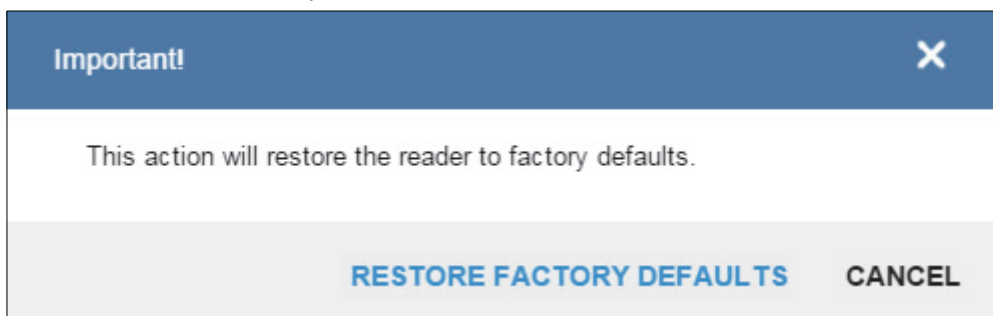 Important!
This action will restore the reader to factory defaults.
RESTORE FACTORY DEFAULTS CANCEL